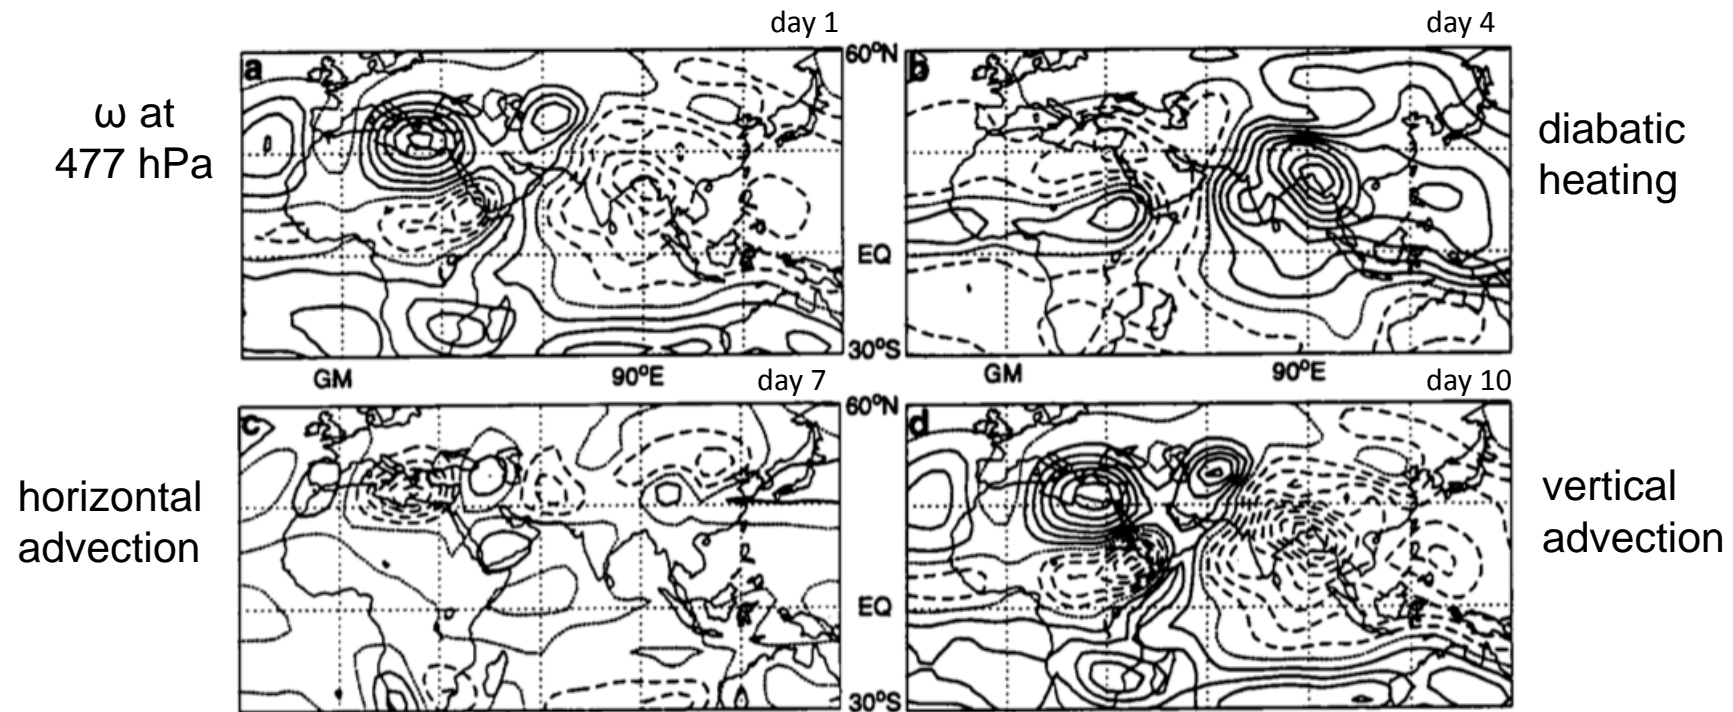 day 1
day 4
ω at
477 hPa
a
60°N
b
EQ
30°S
diabatic
heating
GM
90°E
day 7
GM
90°E
day 10
horizontal
advection
c
60°N
d
EQ
30°S
vertical
advection